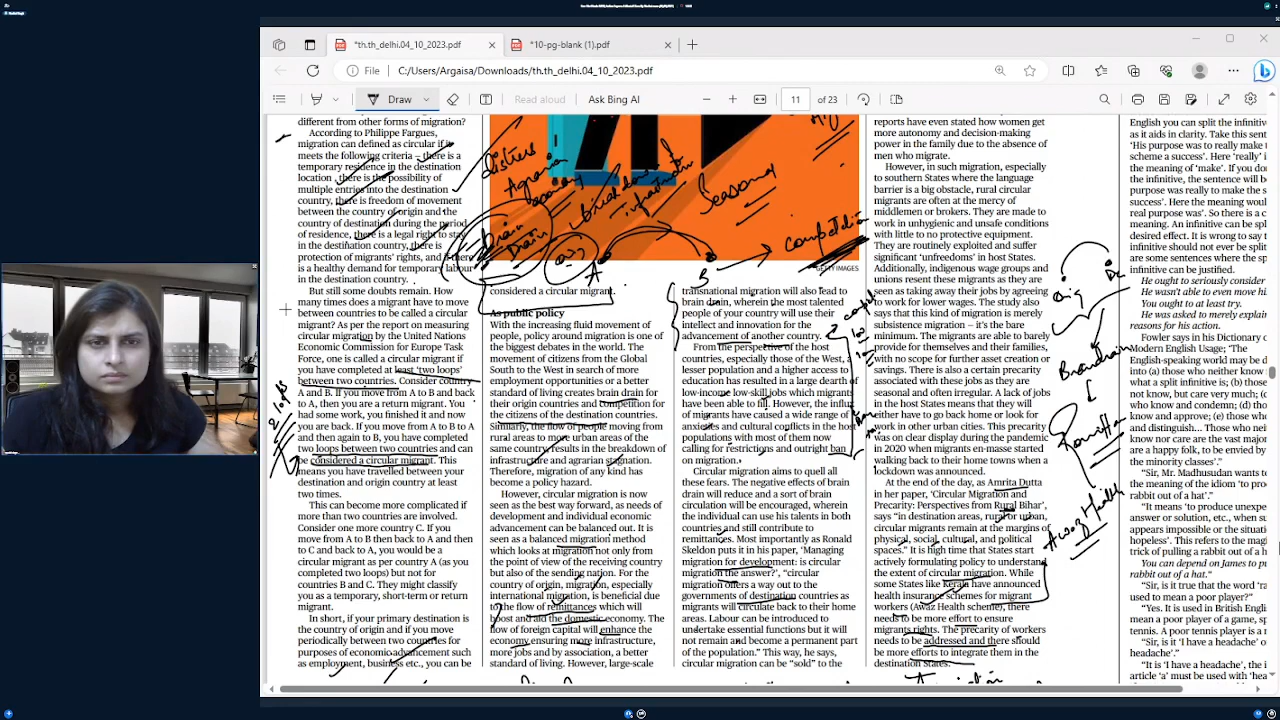 *th.th_delhi.04_10_2023.pdf
*10-pg-blank (1).pdf
File
C:/Users/Argaisa/Downloads/th.th_delhi.04_10_2023.pdf
Draw
Read aloud
Ask Bing AI
11
of 23
different from other forms of migration?
According to Philippe Fargues,
migration can defined as circular if it
meets the following criteria – there is a
temporary residence in the destination
location, there is the possibility of
multiple entries into the destination
country, there is freedom of movement
between the country of origin and the
country of destination during the period
of residence, there is a legal right to stay
in the destination country, there is
protection of migrants' rights, and if there
is a healthy demand for temporary labour
in the destination country.
But still some doubts remain. How
many times does a migrant have to move
between countries to be called a circular
migrant? As per the report on measuring
circular migration by the United Nations
Economic Commission for Europe Task
Force, one is called a circular migrant if
you have completed at least 'two loops'
between two countries. Consider country
A and B. If you move from A to B and back
to A, then you are a return migrant. You
had some work, you finished it and now
you are back. If you move from A to B to A
and then again to B, you have completed
two loops between two countries and can
be considered a circular migrant. This
means you have travelled between your
destination and origin country at least
two times.
This can become more complicated if
more than two countries are involved.
Consider one more country C. If you
move from A to B then back to A and then
to C and back to A, you would be a
circular migrant as per country A (as you
completed two loops) but not for
countries B and C. They might classify
you as a temporary, short-term or return
migrant.
In short, if your primary destination is
the country of origin and if you move
periodically between two countries for
purposes of economic advancement such
as employment, business etc., you can be
2 loops
Agrarian
economy
breakdown
infrastructure
Seasonal
Brain
Drain
A
B
competition
GETTY IMAGES
considered a circular migrant.
As public policy
With the increasing fluid movement of
people, policy around migration is one of
the biggest debates in the world. The
movement of citizens from the Global
South to the West in search of more
employment opportunities or a better
standard of living creates brain drain for
their origin countries and competition for
the citizens of the destination countries.
Similarly, the flow of people moving from
rural areas to more urban areas of the
same country results in the breakdown of
infrastructure and agrarian stagnation.
Therefore, migration of any kind has
become a policy hazard.
However, circular migration is now
seen as the best way forward, as needs of
development and individual economic
advancement can be balanced out. It is
seen as a balanced migration method
which looks at migration not only from
the point of view of the receiving country
but also of the sending nation. For the
country of origin, migration, especially
international migration, is beneficial due
to the flow of remittances which will
boost and aid the domestic economy. The
flow of foreign capital will enhance the
economy, ensuring more infrastructure,
more jobs and by association, a better
standard of living. However, large-scale
transnational migration will also lead to
brain drain, wherein the most talented
people of your country will use their
intellect and innovation for the
advancement of another country.
From the perspective of the host
countries, especially those of the West, a
lesser population and a higher access to
education has resulted in a large dearth of
low-income low-skill jobs which migrants
have been able to fill. However, the influx
of migrants have caused a wide range of
anxieties and cultural conflicts in the host
populations with most of them now
calling for restrictions and outright ban
on migration.
Circular migration aims to quell all
these fears. The negative effects of brain
drain will reduce and a sort of brain
circulation will be encouraged, wherein
the individual can use his talents in both
countries and still contribute to
remittances. Most importantly as Ronald
Skeldon puts it in his paper, 'Managing
migration for development: is circular
migration the answer?', “circular
migration offers a way out to the
governments of destination countries as
migrants will circulate back to their home
areas. Labour can be introduced to
undertake essential functions but it will
not remain and become a permanent part
of the population.” This way, he says,
circular migration can be “sold” to the
reports have even stated how women get
more autonomy and decision-making
power in the family due to the absence of
men who migrate.
However, in such migration, especially
to southern States where the language
barrier is a big obstacle, rural circular
migrants are often at the mercy of
middlemen or brokers. They are made to
work in unhygienic and unsafe conditions
with little to no protective equipment.
They are routinely exploited and suffer
significant 'unfreedoms' in host States.
Additionally, indigenous wage groups and
unions resent these migrants as they are
seen as taking away their jobs by agreeing
to work for lower wages. The study also
says that this kind of migration is merely
subsistence migration – it's the bare
minimum. The migrants are able to barely
provide for themselves and their families,
with no scope for further asset creation or
savings. There is also a certain precarity
associated with these jobs as they are
seasonal and often irregular. A lack of jobs
in the host States means that they will
either have to go back home or look for
work in other urban cities. This precarity
was on clear display during the pandemic
in 2020 when migrants en-masse started
walking back to their home towns when a
lockdown was announced.
At the end of the day, as Amrita Dutta
in her paper, 'Circular Migration and
Precarity: Perspectives from Rural Bihar',
says “in destination areas, rural or urban,
circular migrants remain at the margins of
physical, social, cultural, and political
spaces.” It is high time that States start
actively formulating policy to understand
the extent of circular migration. While
some States like Kerala have announced
health insurance schemes for migrant
workers (Awaz Health scheme), there
needs to be more effort to ensure
migrants rights. The precarity of workers
needs to be addressed and there should
be more efforts to integrate them in the
destination States.
Orig
De
Braindrain
Awaz Health
English you can split the infinitive
as it aids in clarity. Take this sent
'His purpose was to really make t
scheme a success'. Here 'really' i
the meaning of 'make'. If you do
the infinitive, the sentence will be
purpose was really to make the s
success'. Here the meaning would
real purpose was'. So there is a c
meaning. An infinitive can be spli
desired effect. It is wrong to say t
infinitive should not ever be split
are some sentences where the sp
infinitive can be justified.
He ought to seriously consider
He wasn't able to even move his
You ought to at least try.
He was asked to merely explain
reasons for his action.
Fowler says in his Dictionary o
Modern English Usage; 'The
English-speaking world may be d
into (a) those who neither know
what a split infinitive is; (b) those
not know, but care very much; (c
who know and condemn; (d) tho
know and approve; (e) those who
and distinguish... Those who nei
know nor care are the vast major
are a happy folk, to be envied by
the minority classes'.”
“Sir, Mr. Madhusudan wants to
the meaning of the idiom 'to pro
rabbit out of a hat'.”
“It means 'to produce unexpe
answer or solution, etc., when su
appears impossible or the situati
hopeless'. This refers to the magi
trick of pulling a rabbit out of a h
You can depend on James to pu
rabbit out of a hat.”
“Sir, is it true that the word 'ra
used to mean a poor player?”
“Yes. It is used in British Engl
mean a poor player of a game, sp
tennis. A poor tennis player is a r
“Sir, is it 'I have a headache' o
headache'.”
“It is 'I have a headache', the i
article 'a' must be used with 'hea